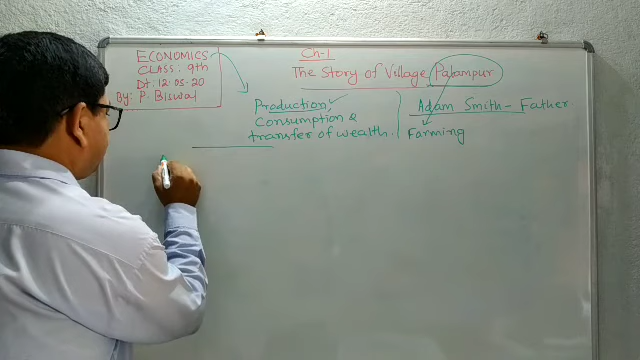 ECONOMICS
CLASS: 9th
Dt: 12-05-20
By: P. Biswal
Ch-1
The Story of Village Palampur
Production
Consumption &
transfer of wealth.
Adam Smith - Father
Farming